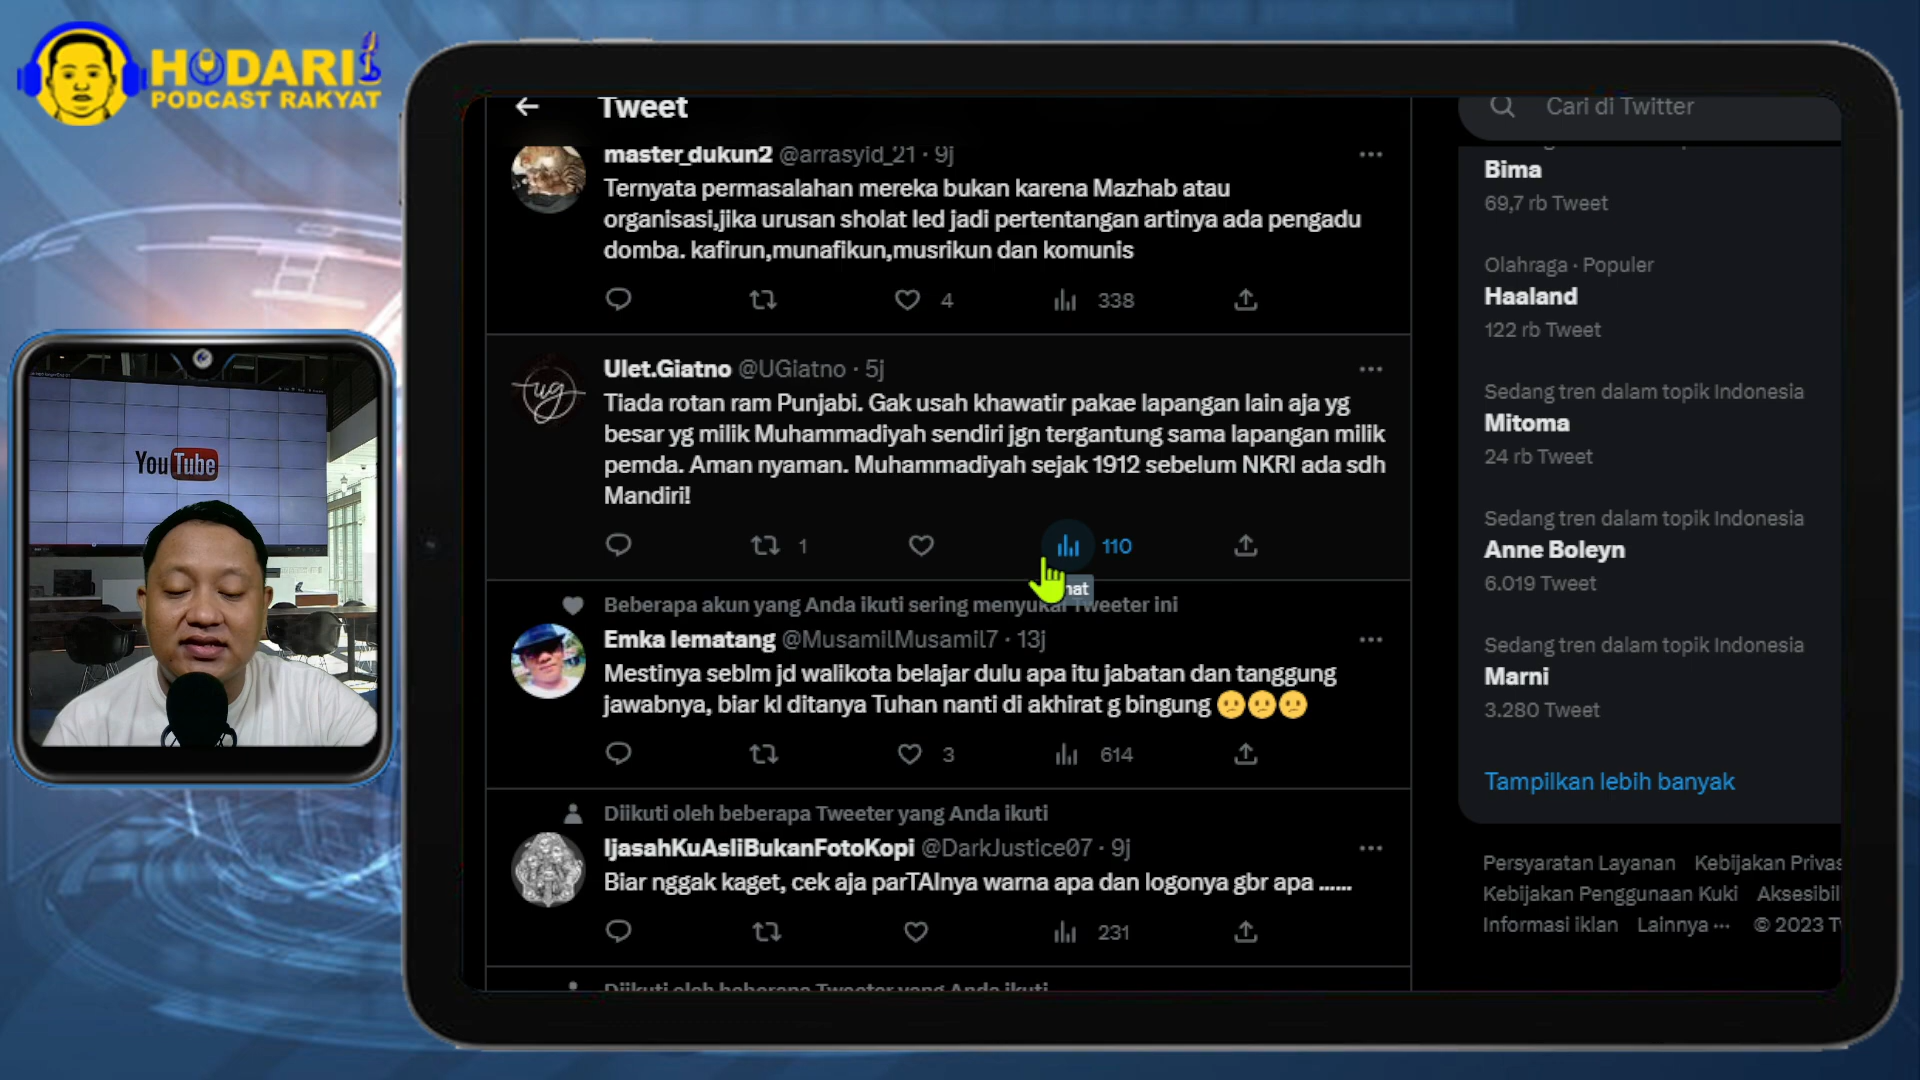 HODARI
PODCAST RAKYAT
YouTube
Tweet
master_dukun2 @arrasyid_21 · 9j
Ternyata permasalahan mereka bukan karena Mazhab atau
organisasi,jika urusan sholat Ied jadi pertentangan artinya ada pengadu
domba. kafirun,munafikun,musrikun dan komunis
4 338
Ulet.Giatno @UGiatno · 5j
Tiada rotan ram Punjabi. Gak usah khawatir pakae lapangan lain aja yg
besar yg milik Muhammadiyah sendiri jgn tergantung sama lapangan milik
pemda. Aman nyaman. Muhammadiyah sejak 1912 sebelum NKRI ada sdh
Mandiri!
1 110
Beberapa akun yang Anda ikuti sering menyukai Tweeter ini
Emka lematang @MusamilMusamil7 · 13j
Mestinya seblm jd walikota belajar dulu apa itu jabatan dan tanggung
jawabnya, biar kl ditanya Tuhan nanti di akhirat g bingung 😕😕😕
3 614
Diikuti oleh beberapa Tweeter yang Anda ikuti
IjasahKuAsliBukanFotoKopi @DarkJustice07 · 9j
Biar nggak kaget, cek aja parTAInya warna apa dan logonya gbr apa ......
231
Diikuti oleh beberapa Tweeter yang Anda ikuti
Cari di Twitter
Bima
69,7 rb Tweet
Olahraga · Populer
Haaland
122 rb Tweet
Sedang tren dalam topik Indonesia
Mitoma
24 rb Tweet
Sedang tren dalam topik Indonesia
Anne Boleyn
6.019 Tweet
Sedang tren dalam topik Indonesia
Marni
3.280 Tweet
Tampilkan lebih banyak
Persyaratan Layanan Kebijakan Privas
Kebijakan Penggunaan Kuki Aksesibil
Informasi iklan Lainnya ··· © 2023 Tw